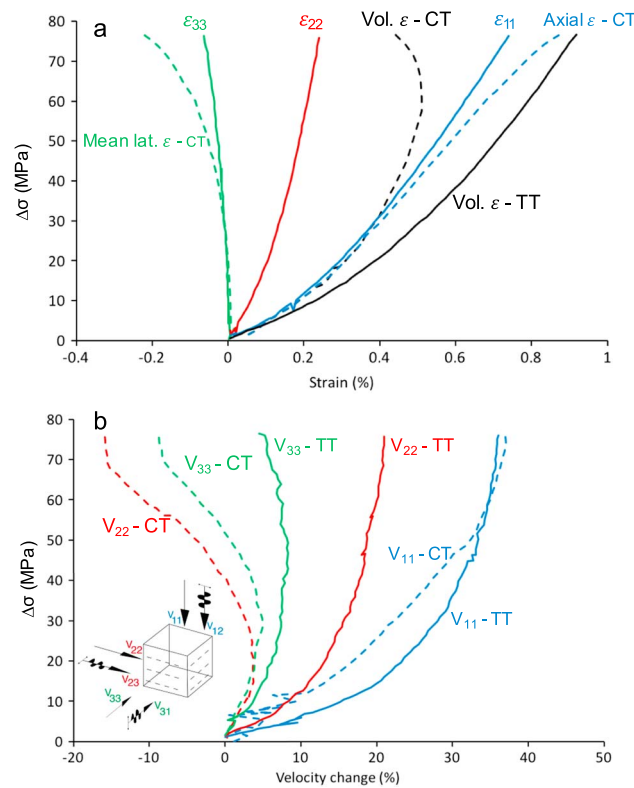 a
ε33
ε22
Vol. ε - CT
ε11
Axial ε - CT
Mean lat. ε - CT
Vol. ε - TT
Δσ (MPa)
80
70
60
50
40
30
20
10
0
-0.4
-0.2
0
0.2
0.4
0.6
0.8
1
Strain (%)
b
V33 - CT
V33 - TT
V22 - TT
V22 - CT
V11 - CT
V11 - TT
V11
V12
V22
V23
V33
V31
Δσ (MPa)
80
70
60
50
40
30
20
10
0
-20
-10
0
10
20
30
40
50
Velocity change (%)